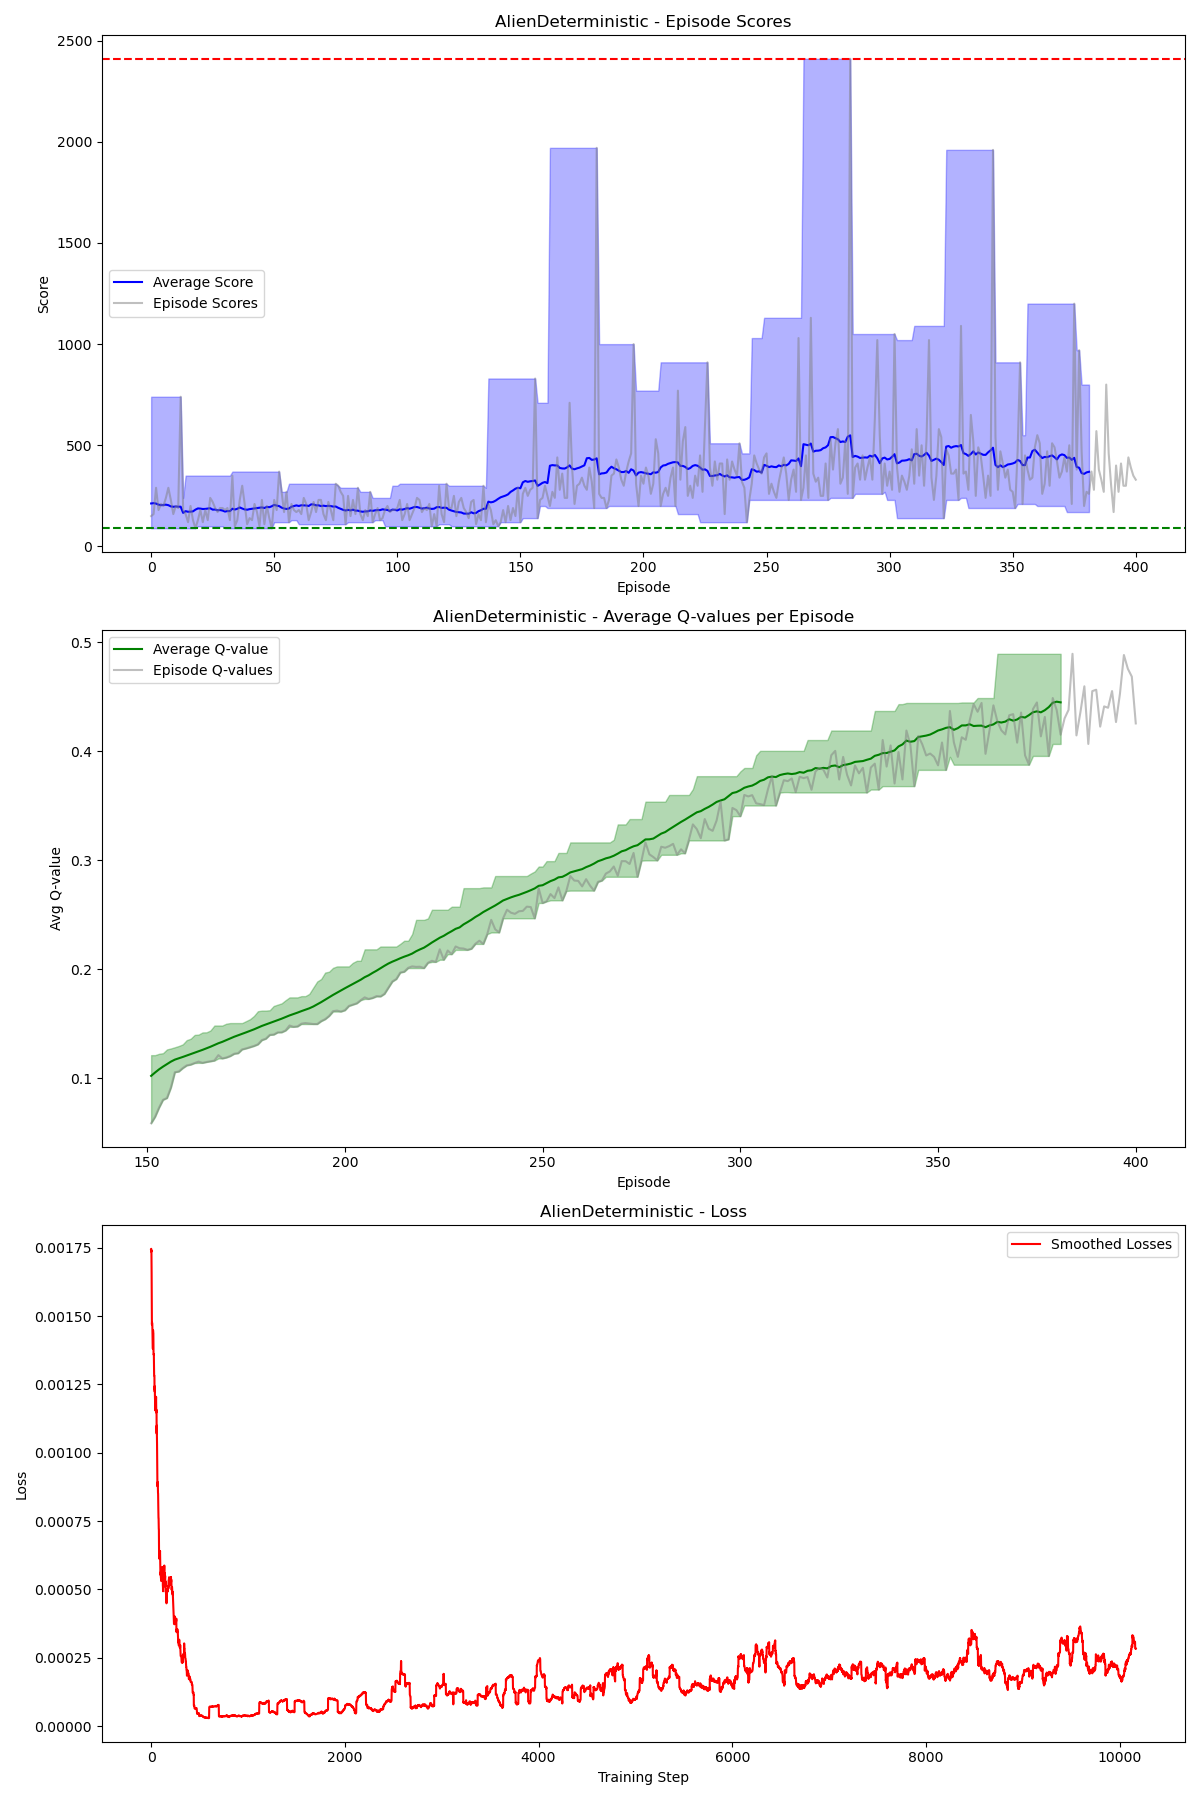 AlienDeterministic - Episode Scores
2500
2000
1500
1000
500
0
Score
Average Score
Episode Scores
0 50 100 150 200 250 300 350 400
Episode
AlienDeterministic - Average Q-values per Episode
0.5
0.4
0.3
0.2
0.1
Avg Q-value
Average Q-value
Episode Q-values
150 200 250 300 350 400
Episode
AlienDeterministic - Loss
0.00175
0.00150
0.00125
0.00100
0.00075
0.00050
0.00025
0.00000
Loss
Smoothed Losses
0 2000 4000 6000 8000 10000
Training Step